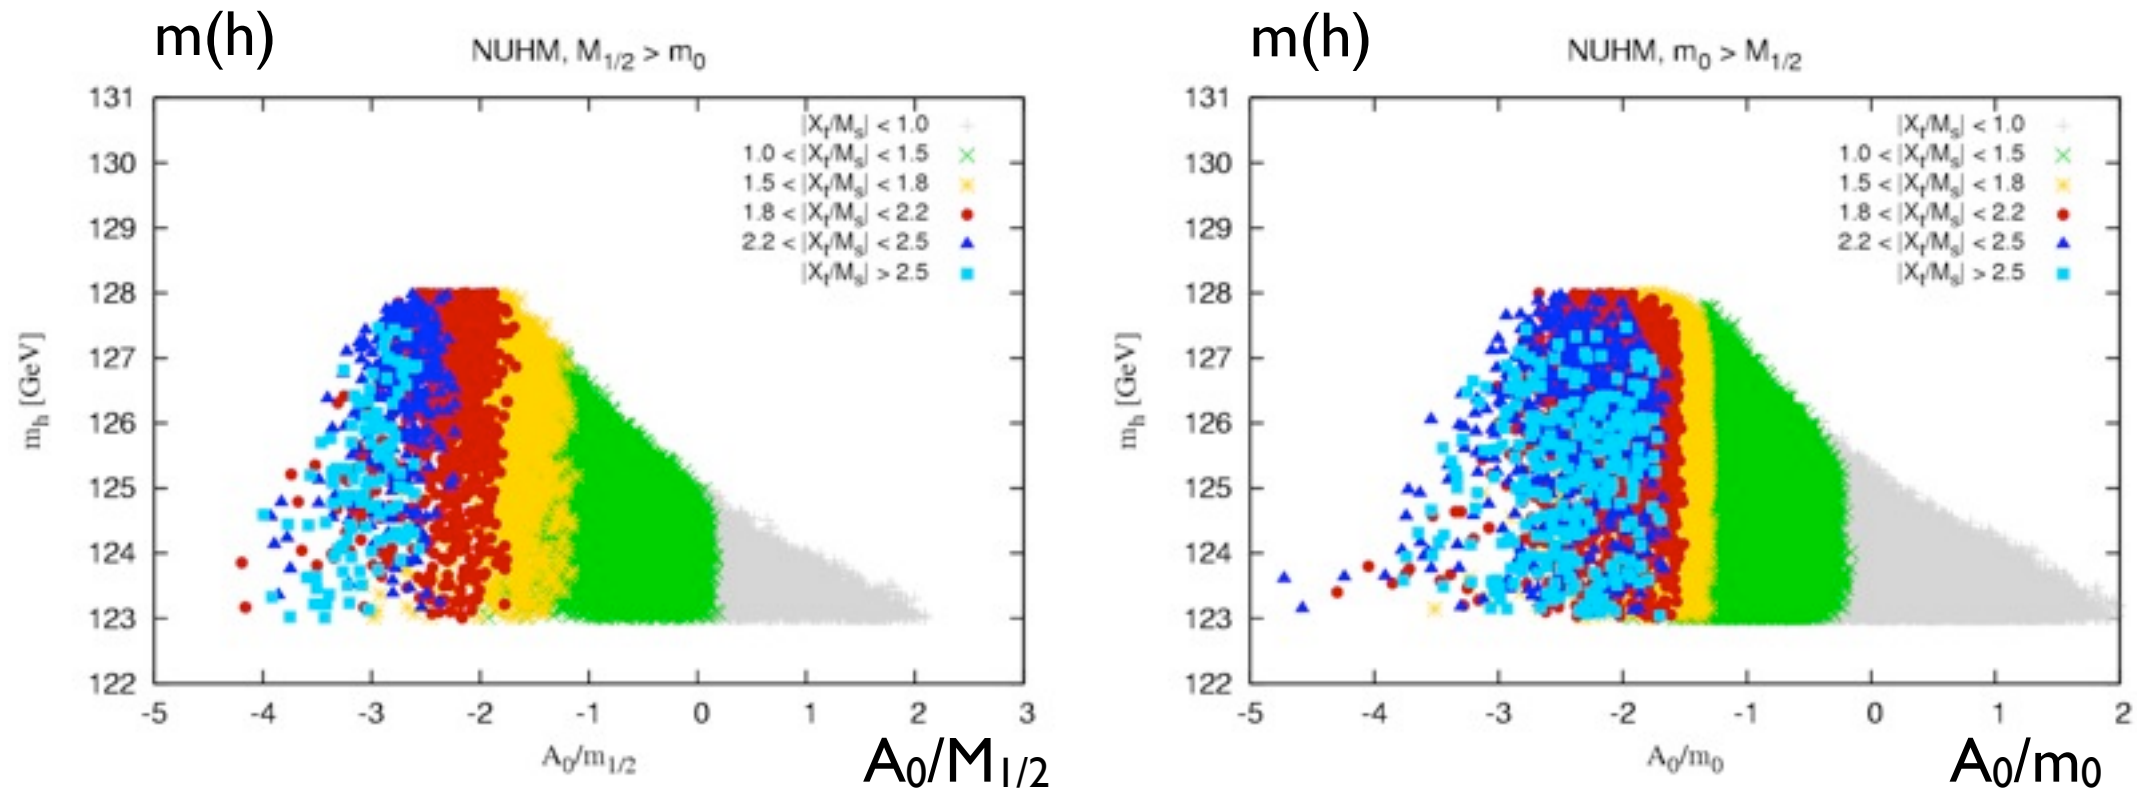 m(h)
NUHM, M1/2 > m0
131
130
129
128
127
126
125
124
123
122
mh [GeV]
|Xt/Ms| < 1.0
1.0 < |Xt/Ms| < 1.5
1.5 < |Xt/Ms| < 1.8
1.8 < |Xt/Ms| < 2.2
2.2 < |Xt/Ms| < 2.5
|Xt/Ms| > 2.5
-5 -4 -3 -2 -1 0 1 2 3
A0/m1/2
A0/M1/2
m(h)
NUHM, m0 > M1/2
131
130
129
128
127
126
125
124
123
122
mh [GeV]
|Xt/Ms| < 1.0
1.0 < |Xt/Ms| < 1.5
1.5 < |Xt/Ms| < 1.8
1.8 < |Xt/Ms| < 2.2
2.2 < |Xt/Ms| < 2.5
|Xt/Ms| > 2.5
-5 -4 -3 -2 -1 0 1 2
A0/m0
A0/m0